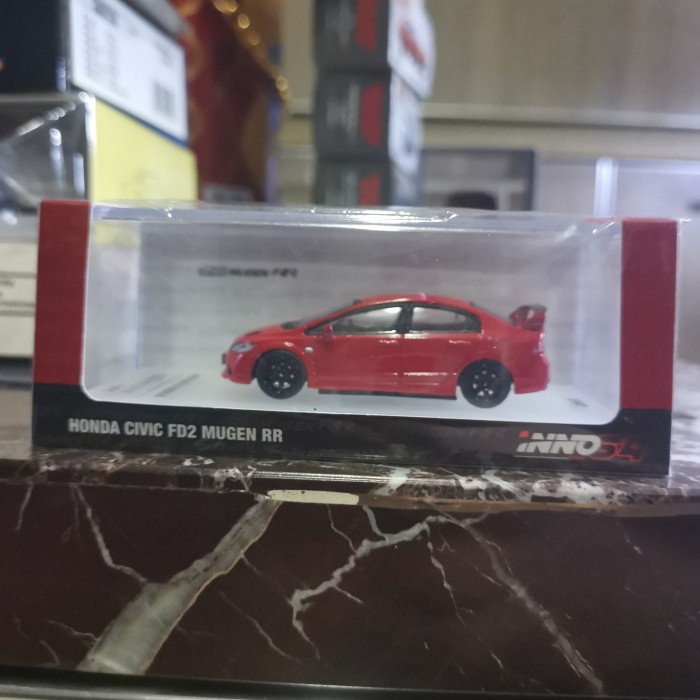 MUGEN RR
HONDA CIVIC FD2 MUGEN RR
INNO64